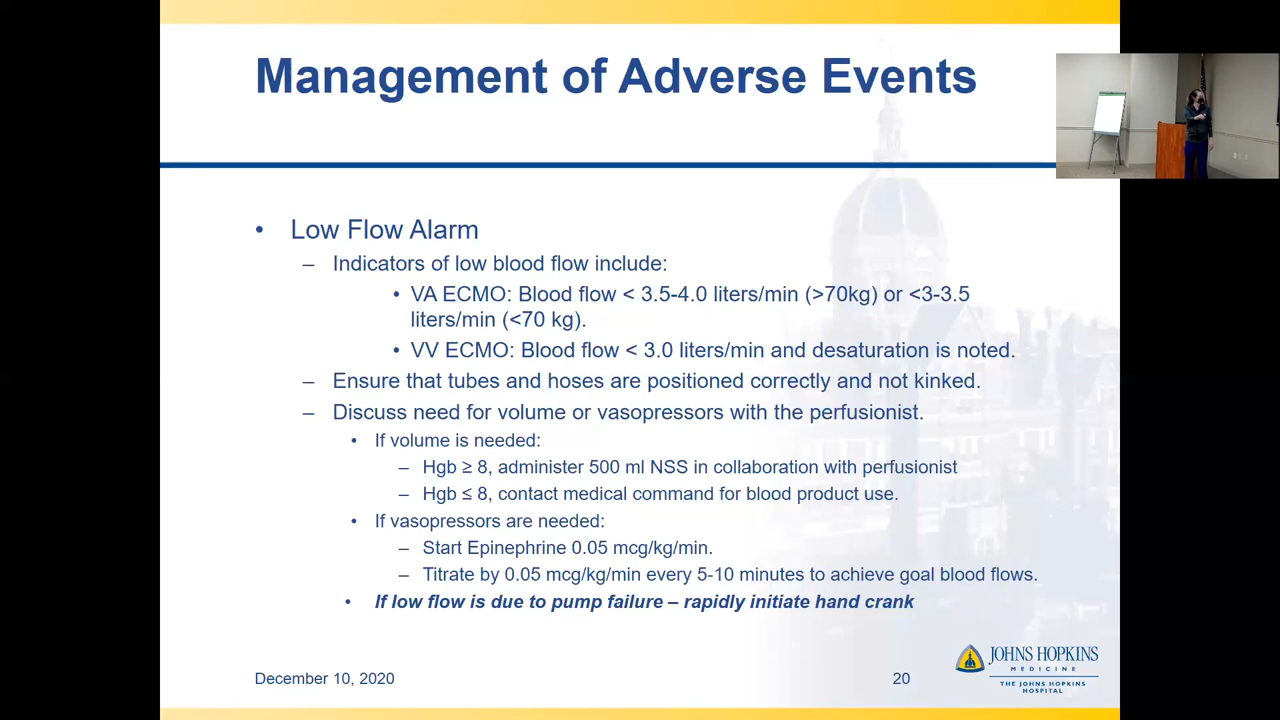 Management of Adverse Events
• Low Flow Alarm
– Indicators of low blood flow include:
• VA ECMO: Blood flow < 3.5-4.0 liters/min (>70kg) or <3-3.5
liters/min (<70 kg).
• VV ECMO: Blood flow < 3.0 liters/min and desaturation is noted.
– Ensure that tubes and hoses are positioned correctly and not kinked.
– Discuss need for volume or vasopressors with the perfusionist.
• If volume is needed:
– Hgb ≥ 8, administer 500 ml NSS in collaboration with perfusionist
– Hgb ≤ 8, contact medical command for blood product use.
• If vasopressors are needed:
– Start Epinephrine 0.05 mcg/kg/min.
– Titrate by 0.05 mcg/kg/min every 5-10 minutes to achieve goal blood flows.
• If low flow is due to pump failure – rapidly initiate hand crank
December 10, 2020
20
JOHNS HOPKINS
MEDICINE
THE JOHNS HOPKINS
HOSPITAL